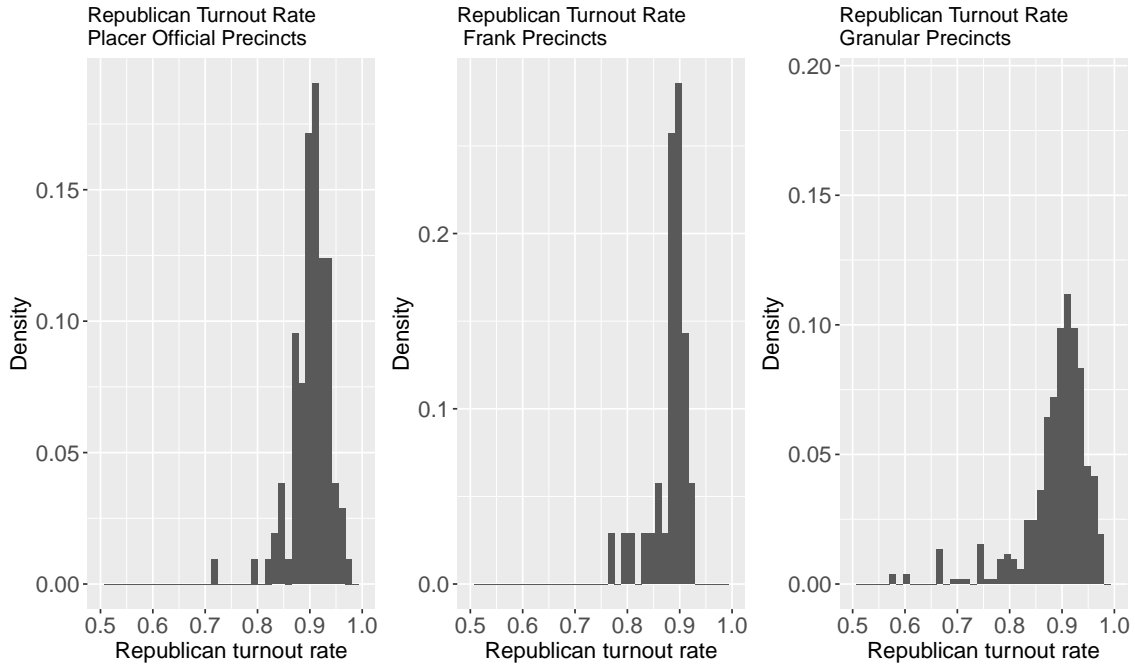 Republican Turnout Rate
Placer Official Precincts
Density
0.15
0.10
0.05
0.00
0.5 0.6 0.7 0.8 0.9 1.0
Republican turnout rate
Republican Turnout Rate
Frank Precincts
Density
0.2
0.1
0.0
0.5 0.6 0.7 0.8 0.9 1.0
Republican turnout rate
Republican Turnout Rate
Granular Precincts
Density
0.20
0.15
0.10
0.05
0.00
0.5 0.6 0.7 0.8 0.9 1.0
Republican turnout rate